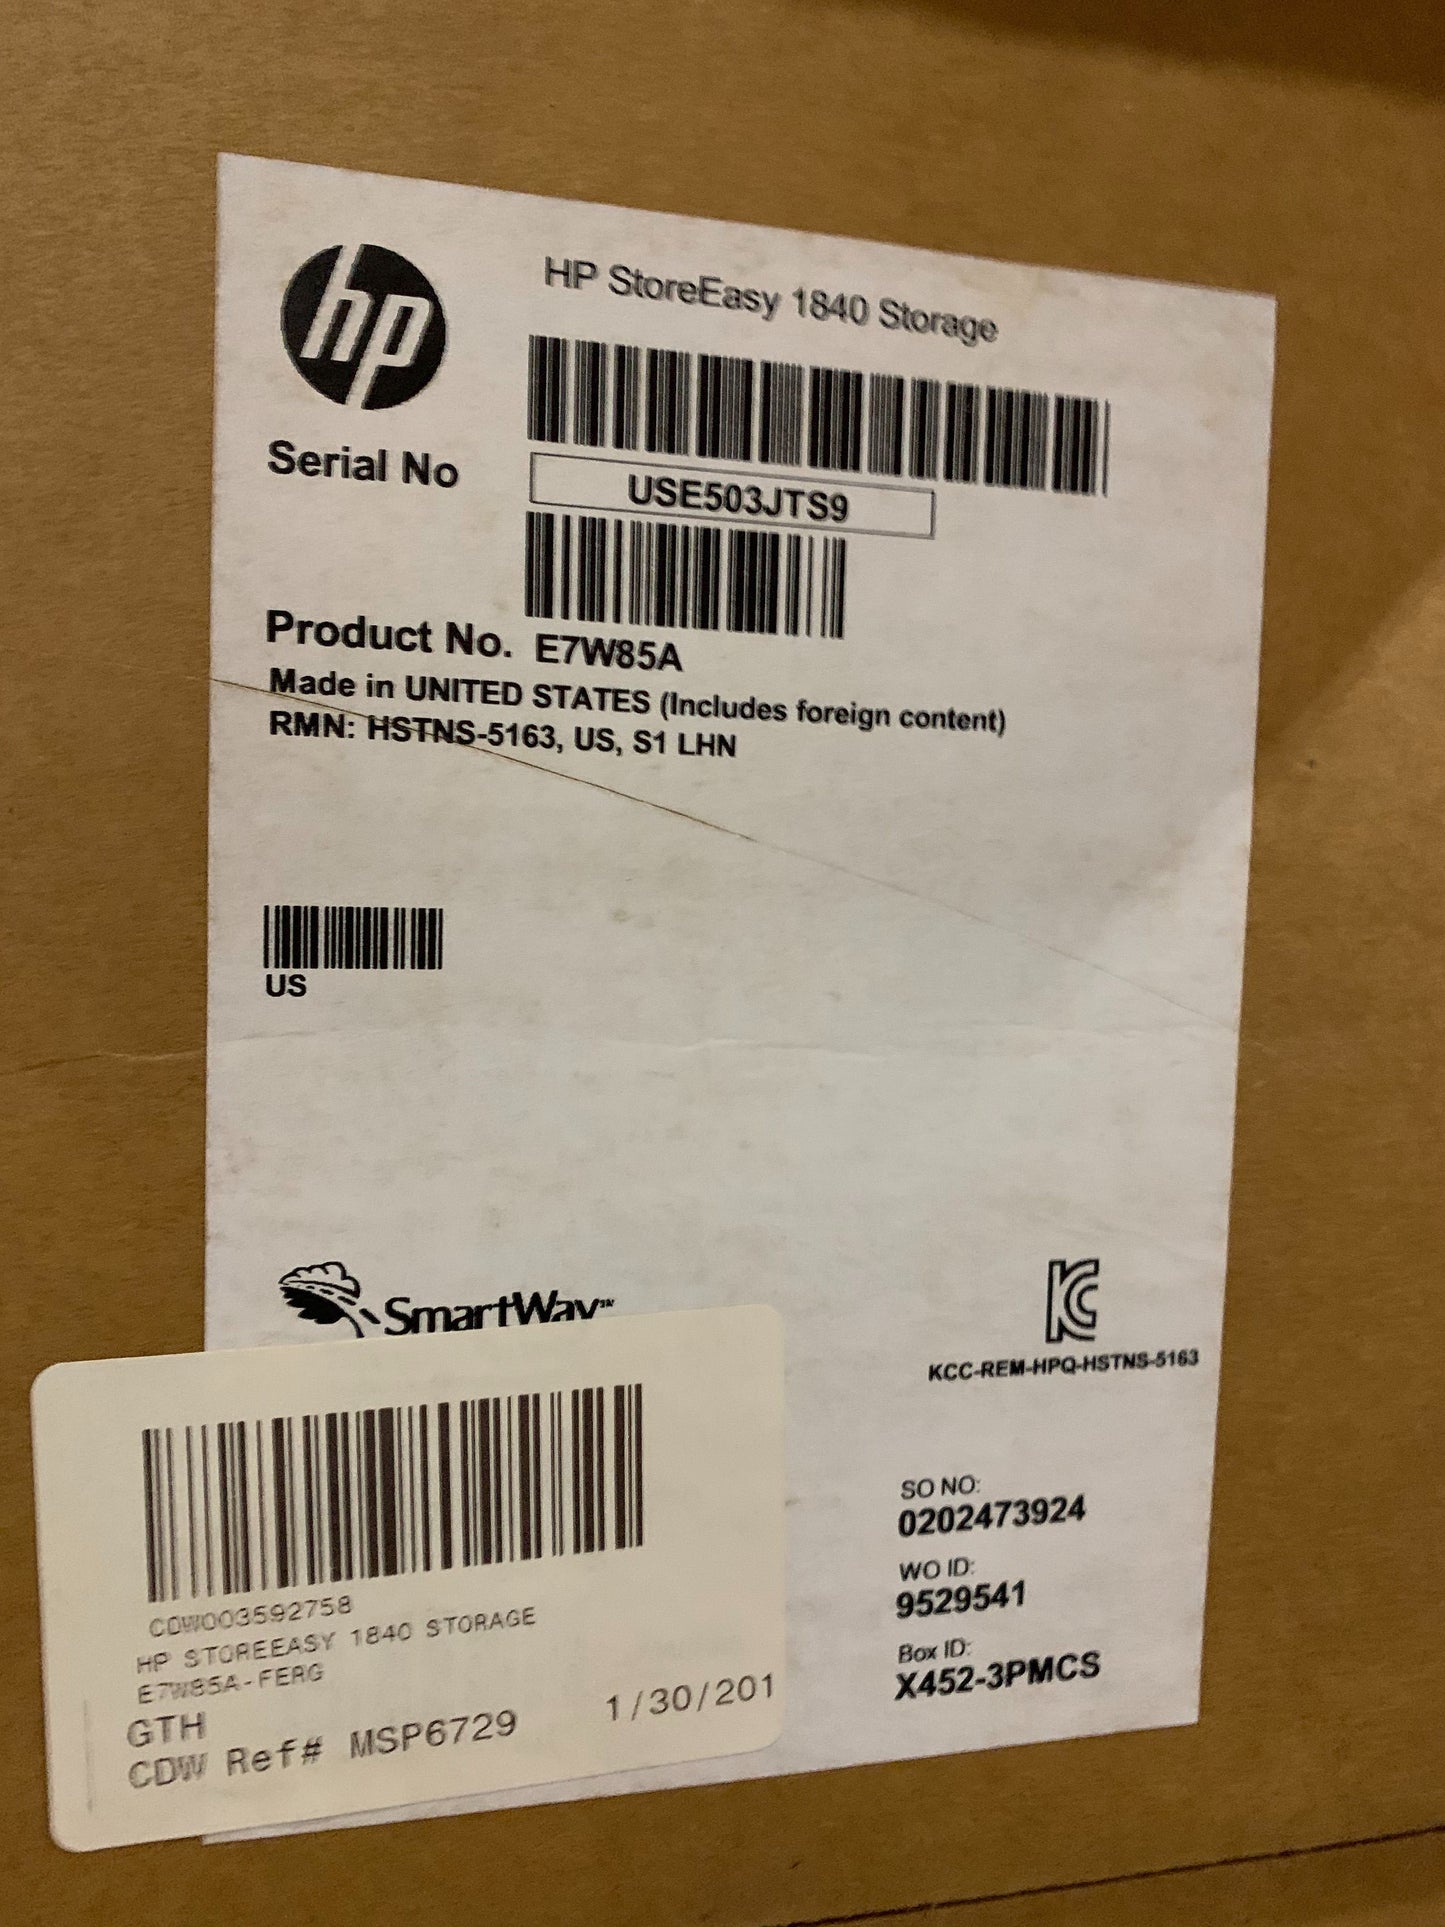 hp
HP StoreEasy 1840 Storage
Serial No
USE503JTS9
Product No. E7W85A
Made in UNITED STATES (Includes foreign content)
RMN: HSTNS-5163, US, S1 LHN
US
SmartWay
KC
KCC-REM-HPQ-HSTNS-5163
SO NO:
0202473924
WO ID:
9529541
Box ID:
X452-3PMCS
CDW003592758
HP STOREEASY 1840 STORAGE
E7W85A-FERG
GTH
CDW Ref# MSP6729 1/30/201